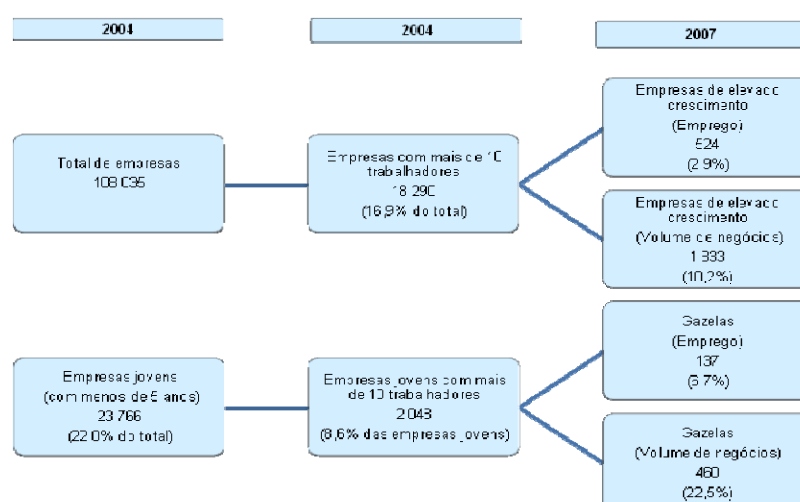 2004
2004
2007
Total de empresas
108 035
Empresas com mais de 10
trabalhadores
18 290
(16,9% do total)
Empresas de elevado
crescimento
(Emprego)
524
(2,9%)
Empresas de elevado
crescimento
(Volume de negócios)
(10,2%)
Empresas jovens
(com menos de 5 anos)
23 766
(22,0% do total)
Empresas jovens com mais
de 10 trabalhadores
2 048
(8,6% das empresas jovens)
Gazelas
(Emprego)
137
(6,7%)
Gazelas
(Volume de negócios)
460
(22,5%)